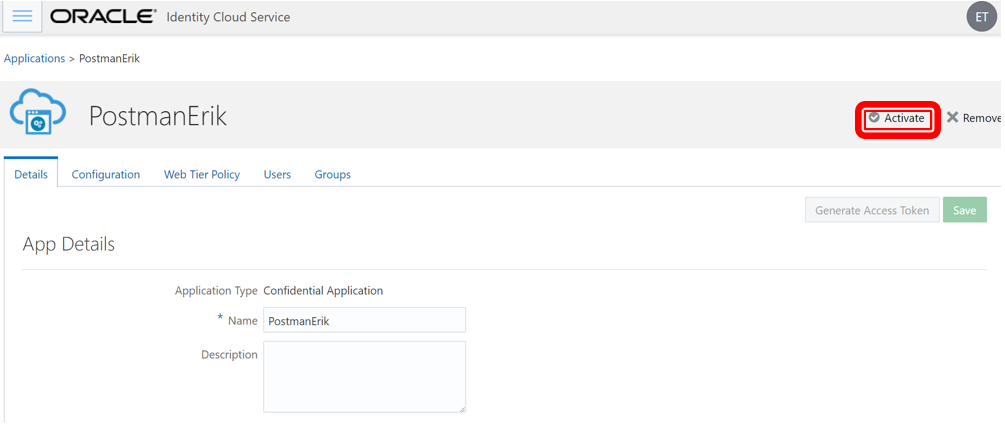 ORACLE® Identity Cloud Service ET
Applications > PostmanErik
PostmanErik
Activate Remove
Details Configuration Web Tier Policy Users Groups
Generate Access Token Save
App Details
Application Type Confidential Application
* Name PostmanErik
Description